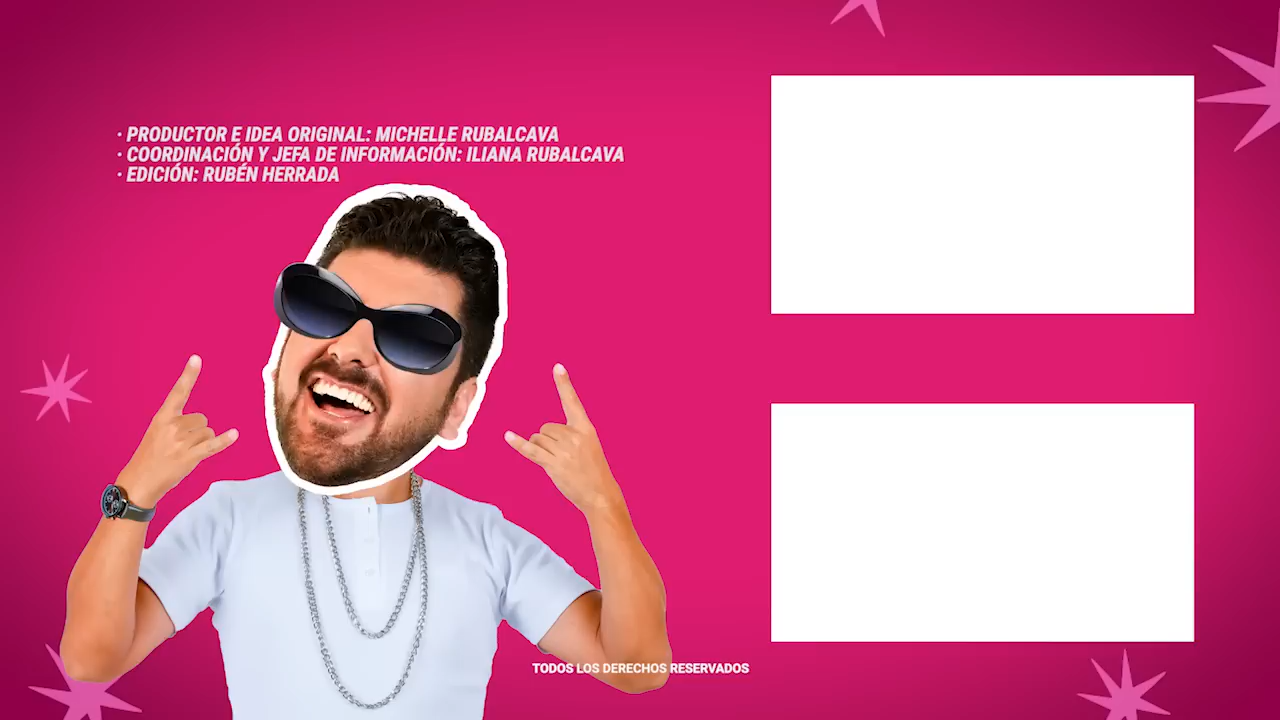 · PRODUCTOR E IDEA ORIGINAL: MICHELLE RUBALCAVA
· COORDINACIÓN Y JEFA DE INFORMACIÓN: ILIANA RUBALCAVA
· EDICIÓN: RUBÉN HERRADA
TODOS LOS DERECHOS RESERVADOS